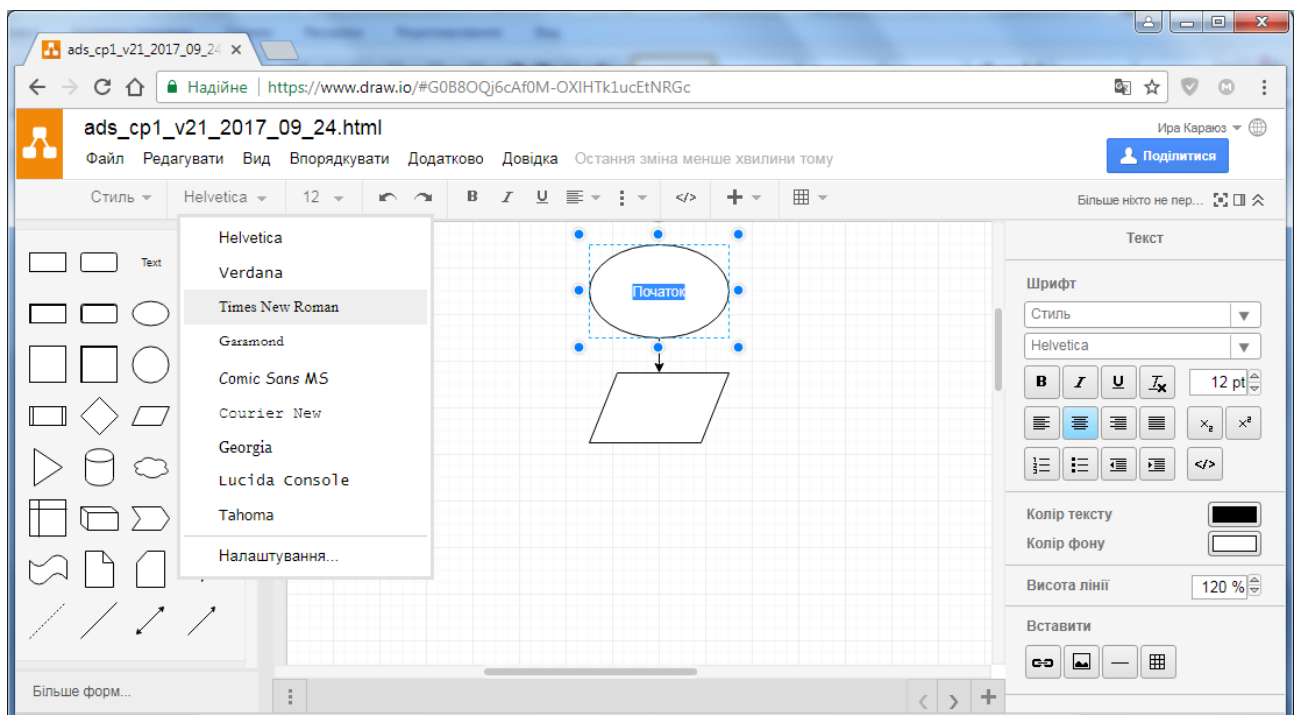 ads_cp1_v21_2017_09_24
Надійне https://www.draw.io/#G0B8OQj6cAf0M-OXIHTk1ucEtNRGc
ads_cp1_v21_2017_09_24.html
Ира Караюз
Файл Редагувати Вид Впорядкувати Додатково Довідка Остання зміна менше хвилини тому
Поділитися
Стиль Helvetica 12 B I U </> Більше ніхто не пер...
Text
Helvetica
Verdana
Times New Roman
Garamond
Comic Sans MS
Courier New
Georgia
Lucida Console
Tahoma
Налаштування...
Більше форм...
Початок
Текст
Шрифт
Стиль
Helvetica
B I U Tx 12 pt
x₂ x²
</>
Колір тексту
Колір фону
Висота лінії 120 %
Вставити